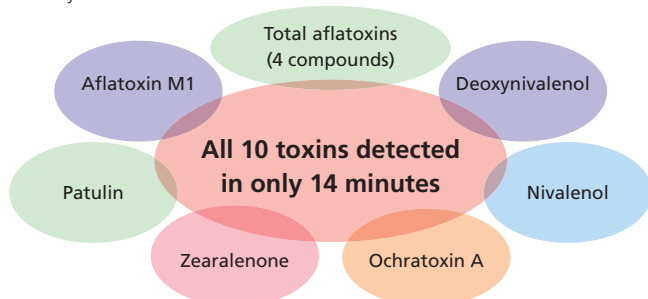 Total aflatoxins
(4 compounds)
Aflatoxin M1
Deoxynivalenol
All 10 toxins detected
in only 14 minutes
Patulin
Nivalenol
Zearalenone
Ochratoxin A